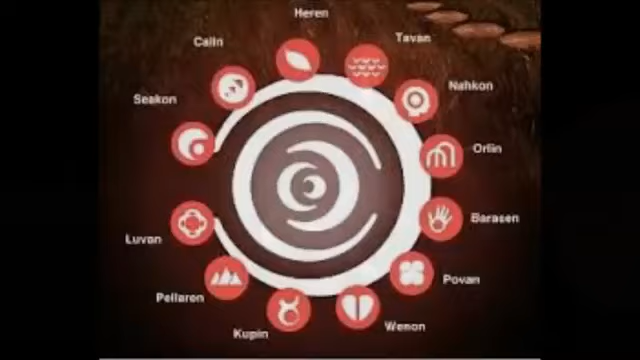 Heren
Tavan
Calin
Nahkon
Seakon
Orlin
Barasen
Luvan
Povan
Pellaren
Wenon
Kupin